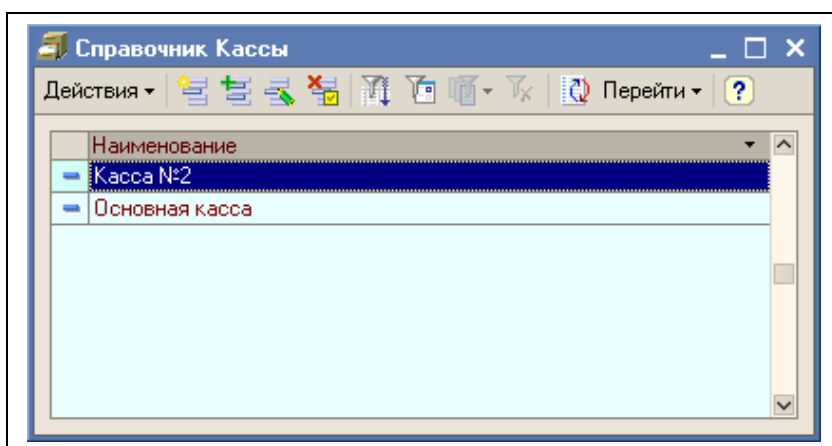 Справочник Кассы
Действия Перейти ?
Наименование
Касса №2
Основная касса